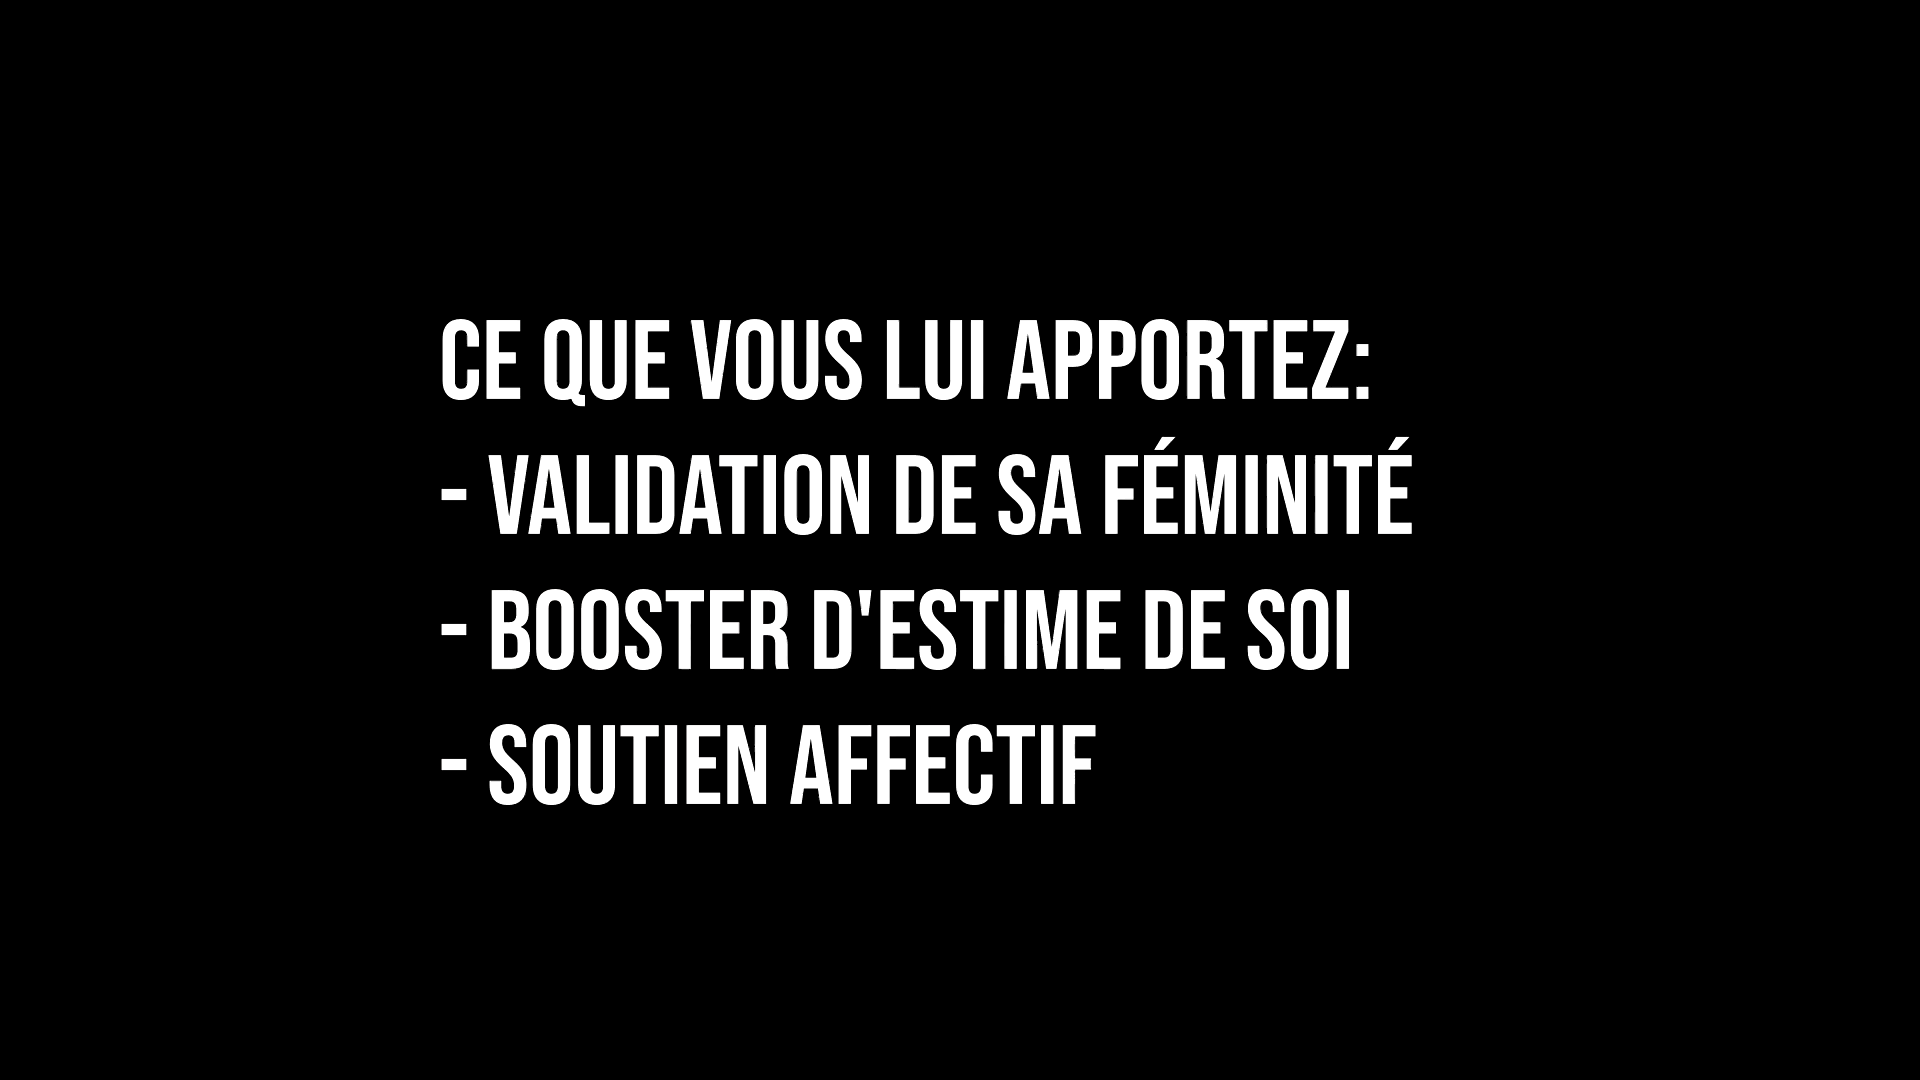 CE QUE VOUS LUI APPORTEZ:
- VALIDATION DE SA FÉMINITÉ
- BOOSTER D'ESTIME DE SOI
- SOUTIEN AFFECTIF